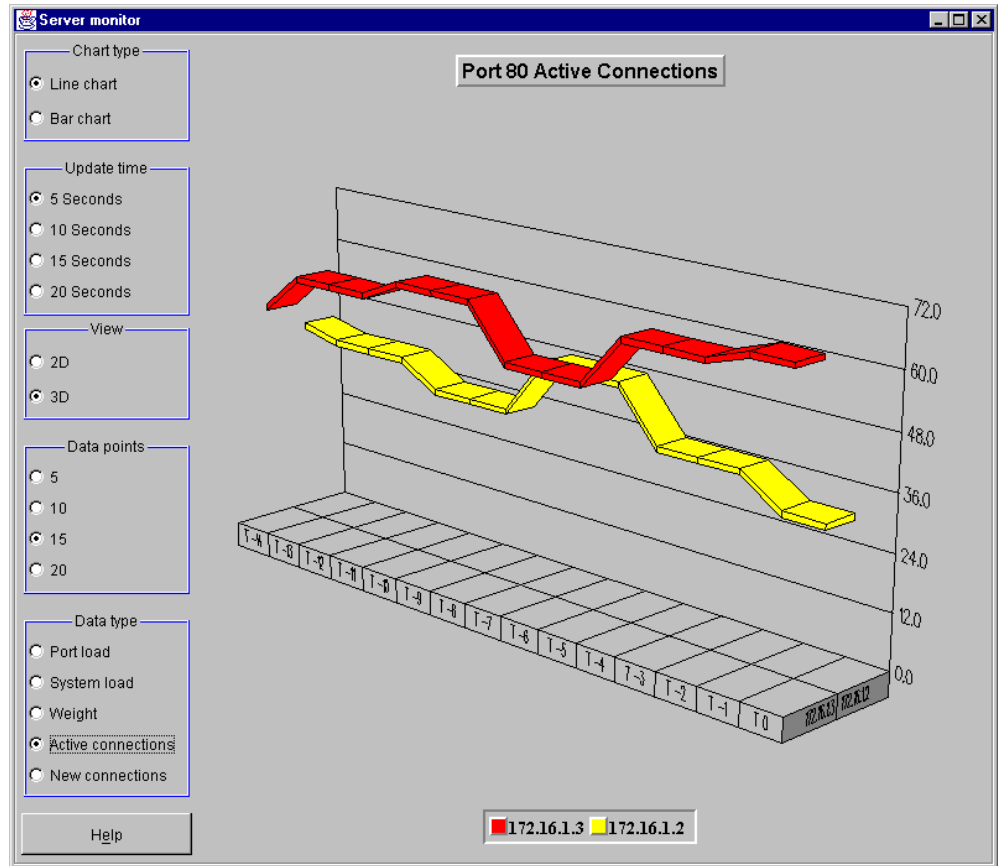 Server monitor
Chart type
Line chart
Bar chart
Update time
5 Seconds
10 Seconds
15 Seconds
20 Seconds
View
2D
3D
Data points
5
10
15
20
Data type
Port load
System load
Weight
Active connections
New connections
Help
Port 80 Active Connections
72.0
60.0
48.0
36.0
24.0
12.0
0.0
T -14
T -13
T -12
T -11
T -10
T -9
T -8
T -7
T -6
T -5
T -4
T -3
T -2
T -1
T 0
172.16.1.3
172.16.1.2
172.16.1.3 172.16.1.2